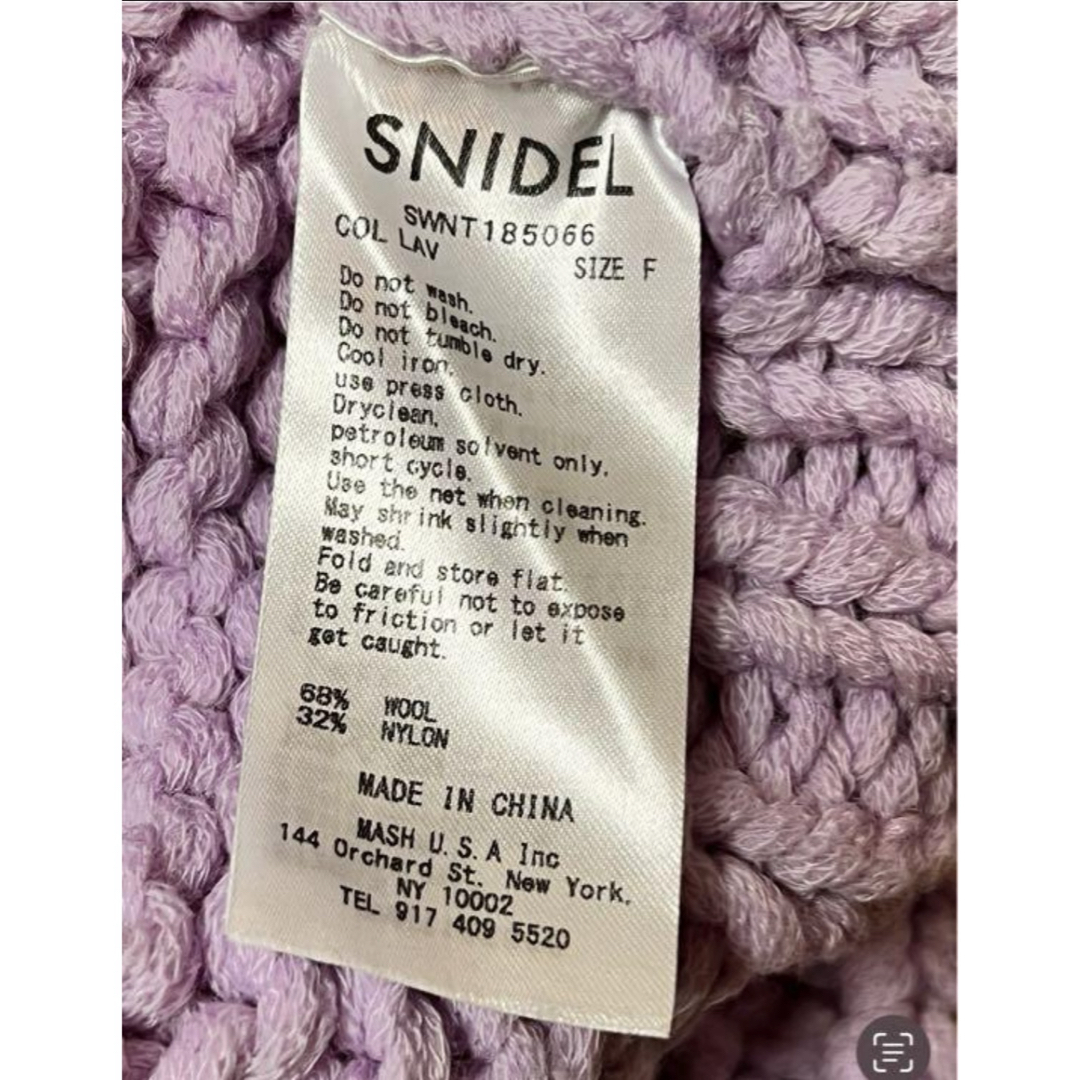 SNIDEL
SWNT185066
COL LAV SIZE F
Do not wash.
Do not bleach.
Do not tumble dry.
Cool iron,
use press cloth.
Dryclean,
petroleum solvent only,
short cycle.
Use the net when cleaning.
May shrink slightly when
washed.
Fold and store flat.
Be careful not to expose
to friction or let it
get caught.
68% WOOL
32% NYLON
MADE IN CHINA
MASH U.S.A Inc
144 Orchard St. New York,
NY 10002
TEL 917 409 5520